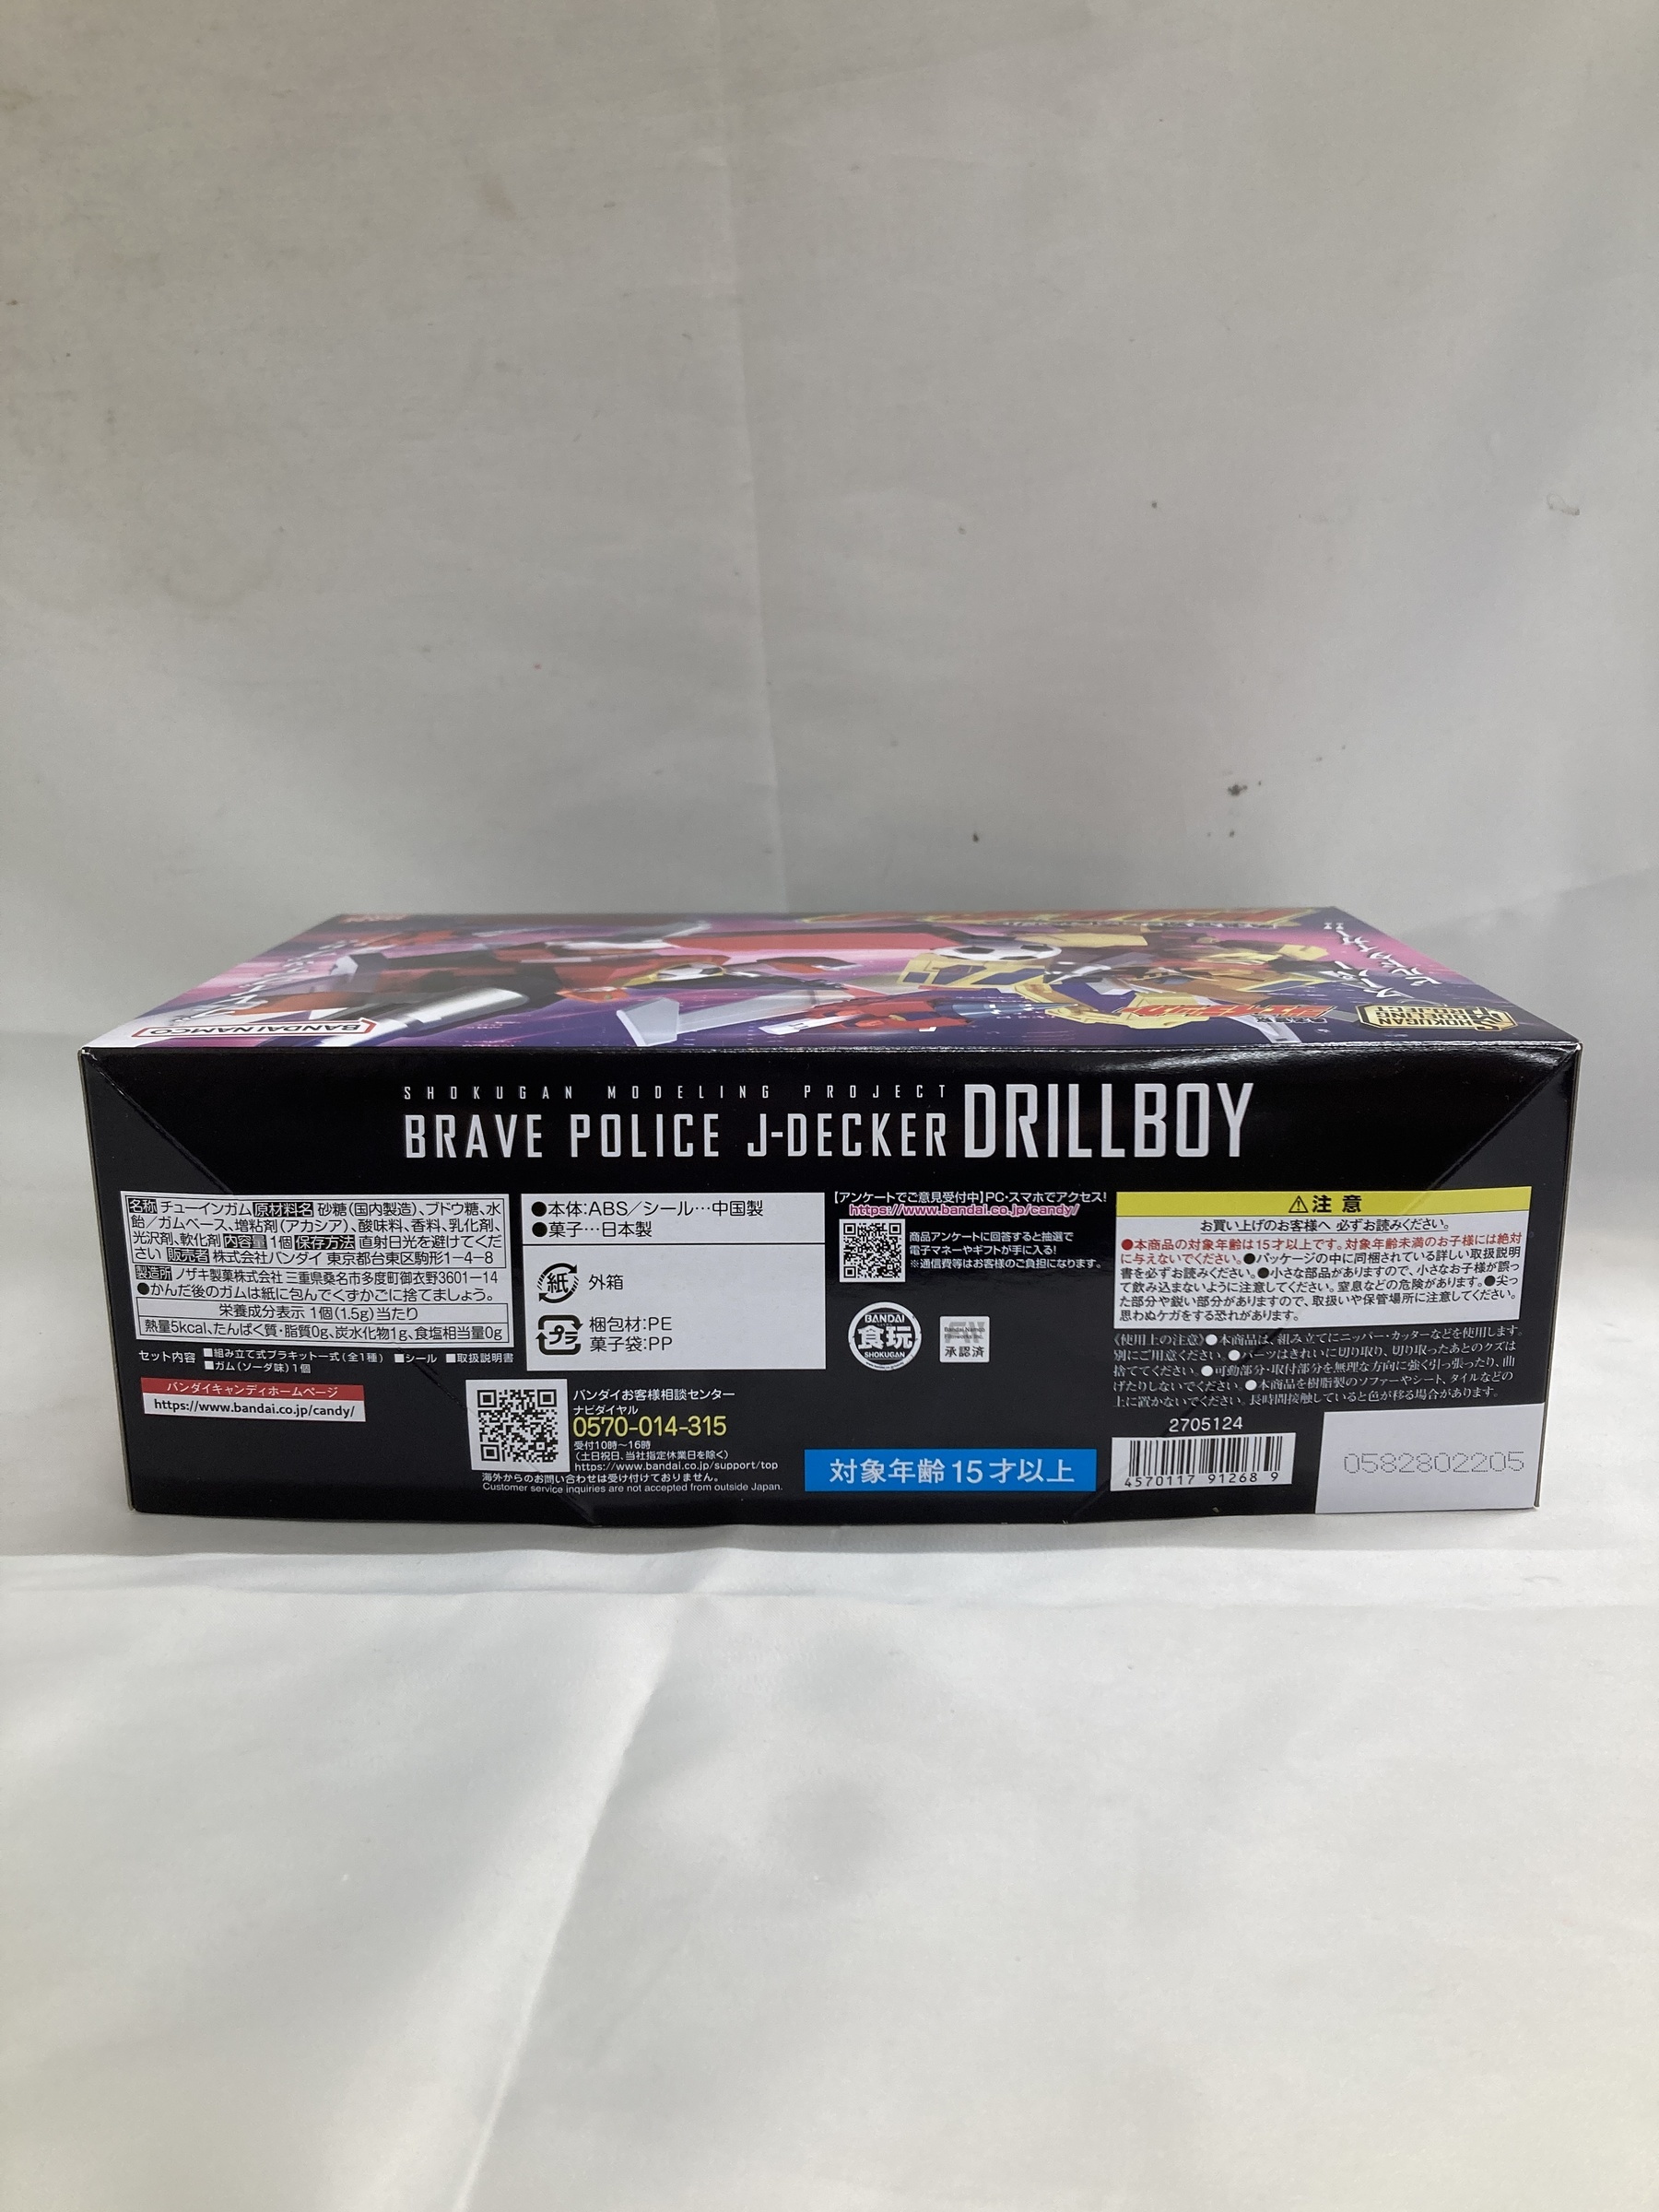 BANDAI NAMCO
SHOKUGAN MODELING PROJECT
BRAVE POLICE J-DECKER DRILLBOY
名称 チューインガム 原材料名 砂糖(国内製造)、ブドウ糖、水
飴/ガムベース、増粘剤(アカシア)、酸味料、香料、乳化剤、
光沢剤、軟化剤 内容量 1個 保存方法 直射日光を避けてくだ
さい 販売者 株式会社バンダイ 東京都台東区駒形1-4-8
製造所 ノザキ製菓株式会社 三重県桑名市多度町御衣野3601-14
●かんだ後のガムは紙に包んでくずかごに捨てましょう。
栄養成分表示 1個(1.5g)当たり
熱量5kcal、たんぱく質・脂質0g、炭水化物1g、食塩相当量0g
セット内容 ■組み立て式プラキット一式(全1種) ■シール ■取扱説明書
■ガム(ソーダ味)1個
バンダイキャンディホームページ
https://www.bandai.co.jp/candy/
●本体:ABS/シール…中国製
●菓子…日本製
紙 外箱
プラ 梱包材:PE
菓子袋:PP
バンダイお客様相談センター
ナビダイヤル
0570-014-315
受付10時~16時
(土日祝日、当社指定休業日を除く)
https://www.bandai.co.jp/support/top
海外からのお問い合わせは受け付けておりません。
Customer service inquiries are not accepted from outside Japan.
【アンケートでご意見受付中】PC・スマホでアクセス!
https://www.bandai.co.jp/candy/
商品アンケートに回答すると抽選で
電子マネーやギフトが手に入る!
※通信費等はお客様のご負担になります。
BANDAI
食玩
SHOKUGAN
承認済
対象年齢15才以上
⚠注意
お買い上げのお客様へ 必ずお読みください。
●本商品の対象年齢は15才以上です。対象年齢未満のお子様には絶対
に与えないでください。●パッケージの中に同梱されている詳しい取扱説明
書を必ずお読みください。●小さな部品がありますので、小さなお子様が誤っ
て飲み込まないように注意してください。窒息などの危険があります。●尖っ
た部分や鋭い部分がありますので、取扱いや保管場所に注意してください。
思わぬケガをする恐れがあります。
《使用上の注意》●本商品は、組み立てにニッパー・カッターなどを使用します。
別にご用意ください。●パーツはきれいに切り取り、切り取ったあとのクズは
捨ててください。●可動部分・取付部分を無理な方向に強く引っ張ったり、曲
げたりしないでください。●本商品を樹脂製のソファーやシート、タイルなどの
上に置かないでください。長時間接触していると色が移る場合があります。
2705124
4570117 91268 9
0582802205